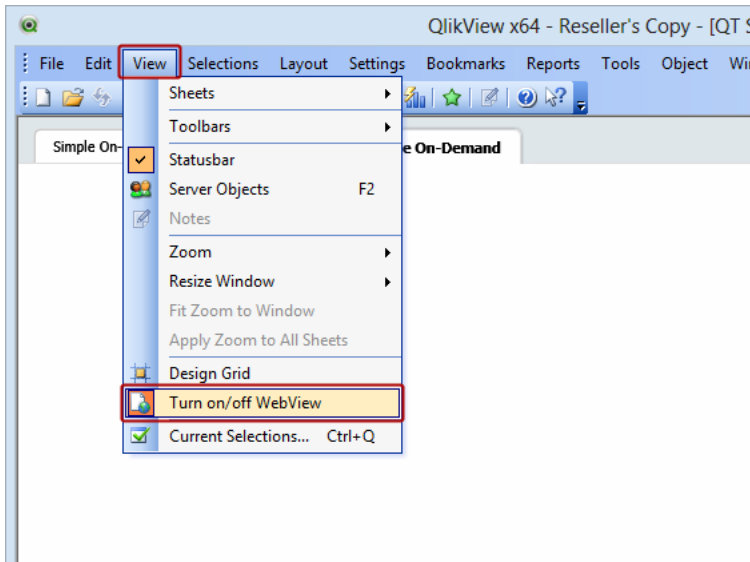 QlikView x64 - Reseller's Copy - [QT
File Edit View Selections Layout Settings Bookmarks Reports Tools Object
Simple On- e On-Demand
Sheets
Toolbars
Statusbar
Server Objects F2
Notes
Zoom
Resize Window
Fit Zoom to Window
Apply Zoom to All Sheets
Design Grid
Turn on/off WebView
Current Selections... Ctrl+Q